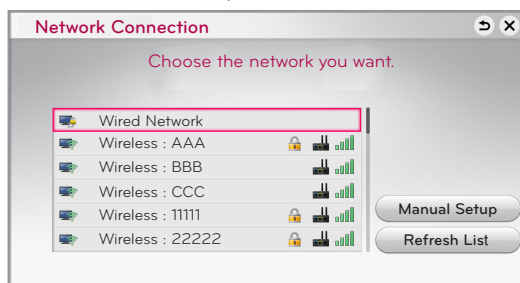 Network Connection
Choose the network you want.
Wired Network
Wireless : AAA
Wireless : BBB
Wireless : CCC
Wireless : 11111
Wireless : 22222
Manual Setup
Refresh List